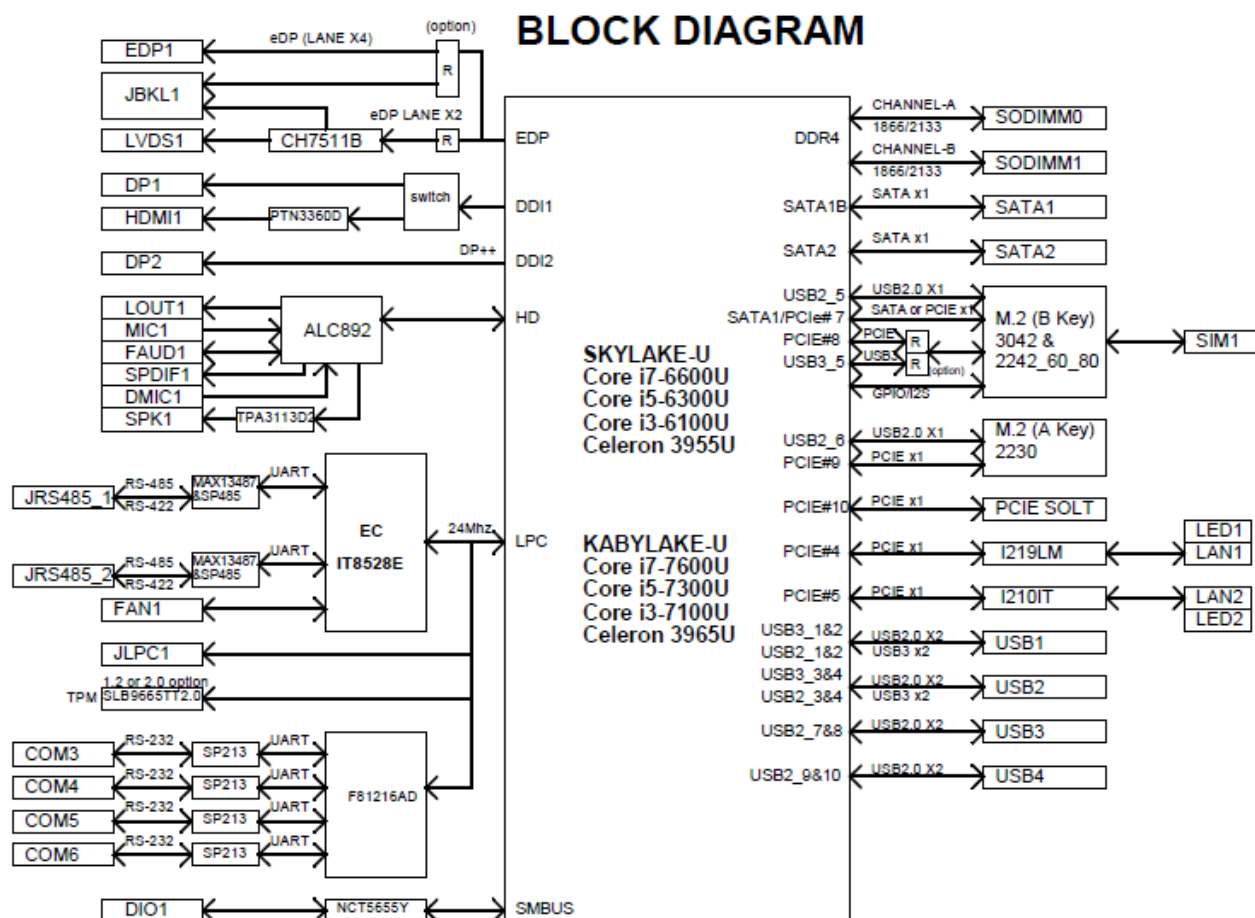 BLOCK DIAGRAM
(option)
eDP (LANE X4)
EDP1
R
JBKL1
eDP LANE X2
LVDS1
CH7511B
R
EDP
DP1
switch
HDMI1
PTN3360D
DDI1
DP++
DP2
DDI2
LOUT1
MIC1
FAUD1
SPDIF1
DMIC1
SPK1
ALC892
TPA3113D2
HD
JRS485_1
RS-485
RS-422
MAX13487
&SP485
UART
JRS485_2
RS-485
RS-422
MAX13487
&SP485
UART
EC
IT8528E
24Mhz
LPC
FAN1
JLPC1
1.2 or 2.0 option
TPM
SLB9665TT2.0
COM3
RS-232
SP213
UART
COM4
RS-232
SP213
UART
COM5
RS-232
SP213
UART
COM6
RS-232
SP213
UART
F81216AD
DIO1
NCT5655Y
SMBUS
SKYLAKE-U
Core i7-6600U
Core i5-6300U
Core i3-6100U
Celeron 3955U
KABYLAKE-U
Core i7-7600U
Core i5-7300U
Core i3-7100U
Celeron 3965U
DDR4
CHANNEL-A
1866/2133
SODIMM0
CHANNEL-B
1866/2133
SODIMM1
SATA1B
SATA x1
SATA1
SATA2
SATA x1
SATA2
USB2_5
USB2.0 X1
SATA1/PCIe# 7
SATA or PCIE x1
PCIE#8
PCIE
R
USB3_5
USB3
R
(option)
GPIO/I2S
M.2 (B Key)
3042 &
2242_60_80
SIM1
USB2_6
USB2.0 X1
PCIE#9
PCIE x1
M.2 (A Key)
2230
PCIE#10
PCIE x1
PCIE SOLT
PCIE#4
PCIE x1
I219LM
LED1
LAN1
PCIE#5
PCIE x1
I210IT
LAN2
LED2
USB3_1&2
USB2_1&2
USB2.0 X2
USB3 x2
USB1
USB3_3&4
USB2_3&4
USB2.0 X2
USB3 x2
USB2
USB2_7&8
USB2.0 X2
USB3
USB2_9&10
USB2.0 X2
USB4